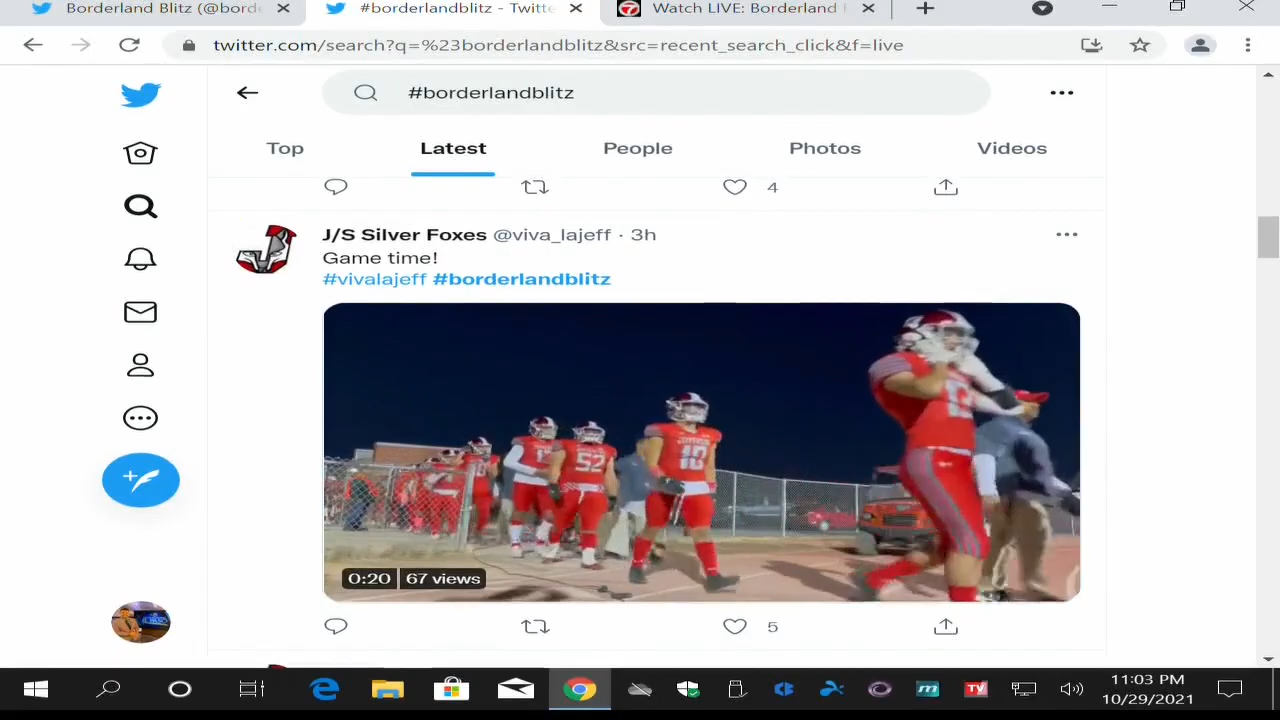 Borderland Blitz (@bord
#borderlandblitz - Twitte
Watch LIVE: Borderland
twitter.com/search?q=%23borderlandblitz&src=recent_search_click&f=live
#borderlandblitz
Top
Latest
People
Photos
Videos
4
J/S Silver Foxes @viva_lajeff · 3h
Game time!
#vivalajeff #borderlandblitz
52
10
0:20
67 views
5
11:03 PM
10/29/2021